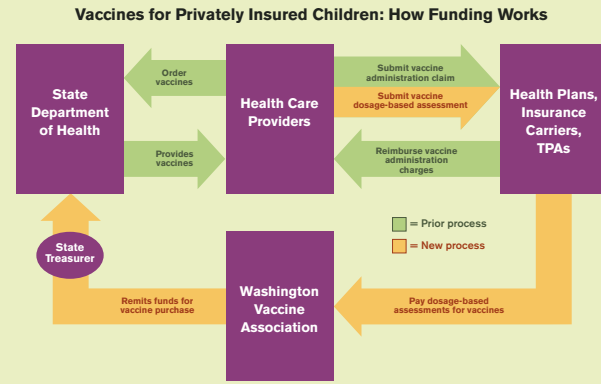 Vaccines for Privately Insured Children: How Funding Works
State
Department
of Health
Order
vaccines
Provides
vaccines
Health Care
Providers
Submit vaccine
administration claim
Submit vaccine
dosage-based assessment
Reimburse vaccine
administration
charges
Health Plans,
Insurance
Carriers,
TPAs
= Prior process
= New process
State
Treasurer
Remits funds for
vaccine purchase
Washington
Vaccine
Association
Pay dosage-based
assessments for vaccines